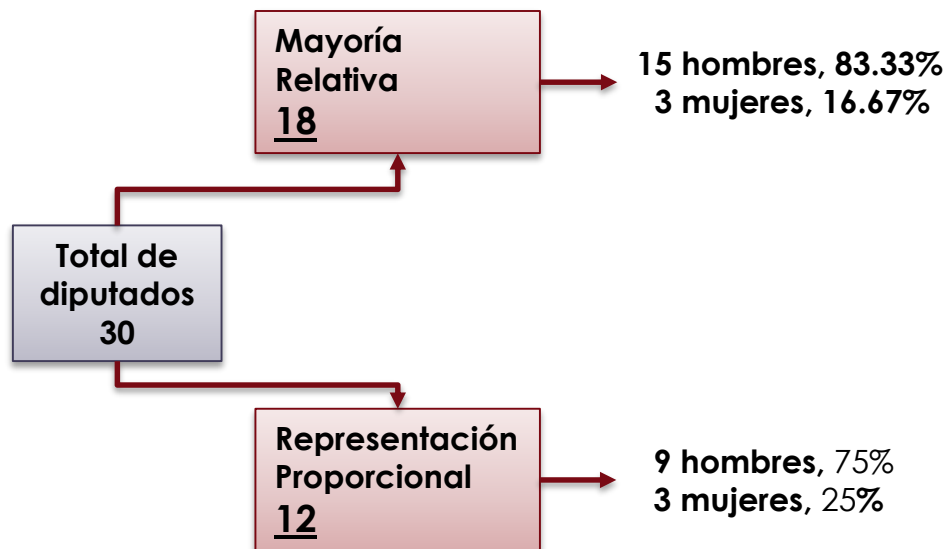 Mayoría
Relativa
18
15 hombres, 83.33%
3 mujeres, 16.67%
Total de
diputados
30
Representación
Proporcional
12
9 hombres, 75%
3 mujeres, 25%